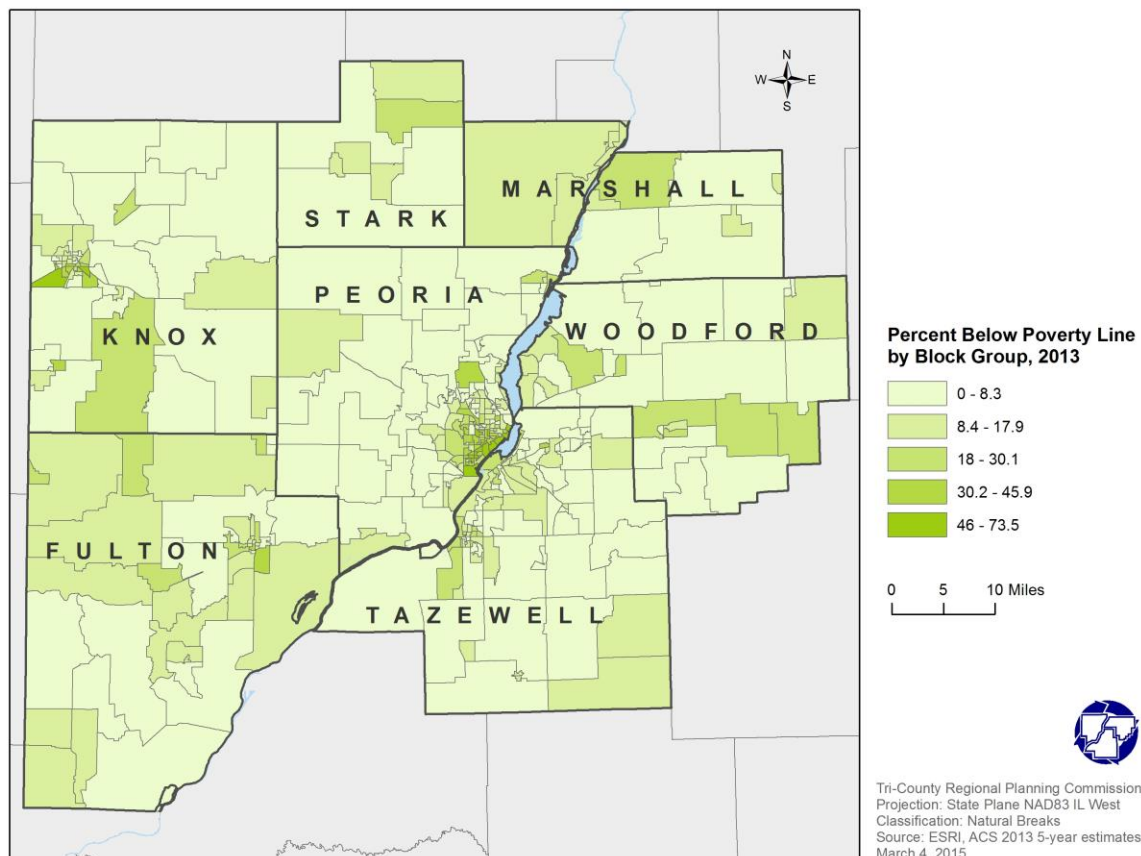 N
W E
S
MARSHALL
STARK
PEORIA
WOODFORD
KNOX
FULTON
TAZEWELL
Percent Below Poverty Line
by Block Group, 2013
0 - 8.3
8.4 - 17.9
18 - 30.1
30.2 - 45.9
46 - 73.5
0 5 10 Miles
Tri-County Regional Planning Commission
Projection: State Plane NAD83 IL West
Classification: Natural Breaks
Source: ESRI, ACS 2013 5-year estimates
March 4, 2015